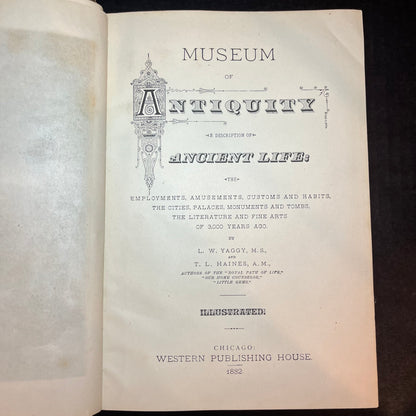 MUSEUM
OF
ANTIQUITY
A DESCRIPTION OF
ANCIENT LIFE:
THE
EMPLOYMENTS, AMUSEMENTS, CUSTOMS AND HABITS,
THE CITIES, PALACES, MONUMENTS AND TOMBS,
THE LITERATURE AND FINE ARTS
OF 3,000 YEARS AGO.
BY
L. W. YAGGY, M.S.,
AND
T. L. HAINES, A.M.,
AUTHORS OF THE "ROYAL PATH OF LIFE,"
"OUR HOME COUNSELOR,"
"LITTLE GEMS."
ILLUSTRATED.
CHICAGO:
WESTERN PUBLISHING HOUSE.
1882